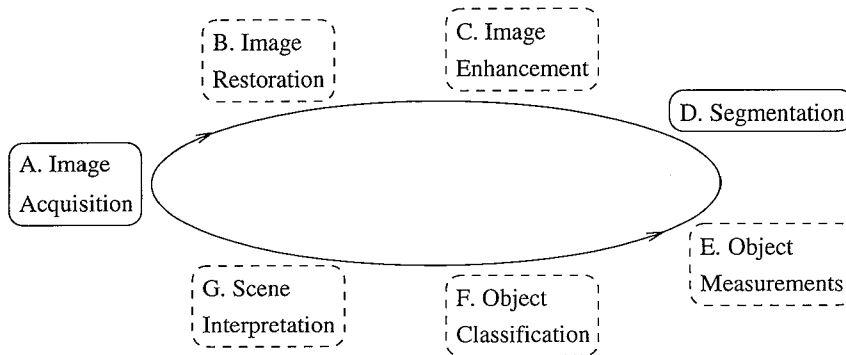 B. Image
Restoration
C. Image
Enhancement
D. Segmentation
A. Image
Acquisition
E. Object
Measurements
G. Scene
Interpretation
F. Object
Classification